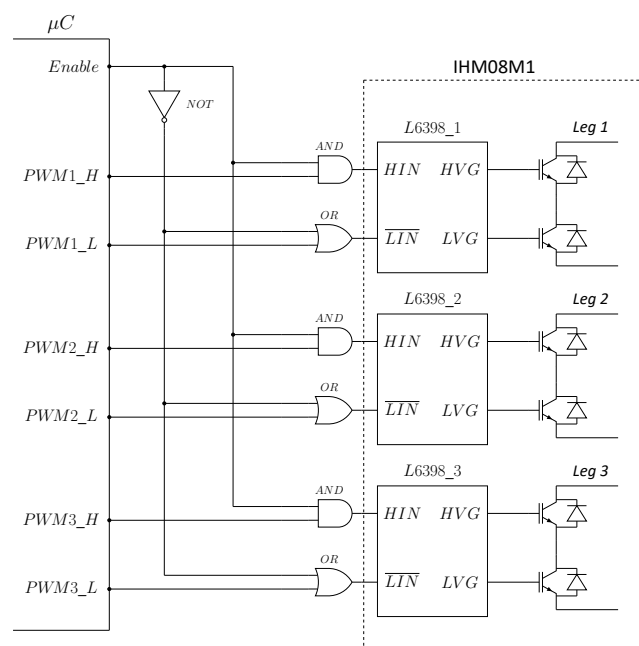 μC
Enable
IHM08M1
NOT
L6398_1
Leg 1
AND
PWM1_H
HIN HVG
OR
PWM1_L
LIN LVG
L6398_2
Leg 2
AND
PWM2_H
HIN HVG
OR
PWM2_L
LIN LVG
L6398_3
Leg 3
AND
PWM3_H
HIN HVG
OR
PWM3_L
LIN LVG